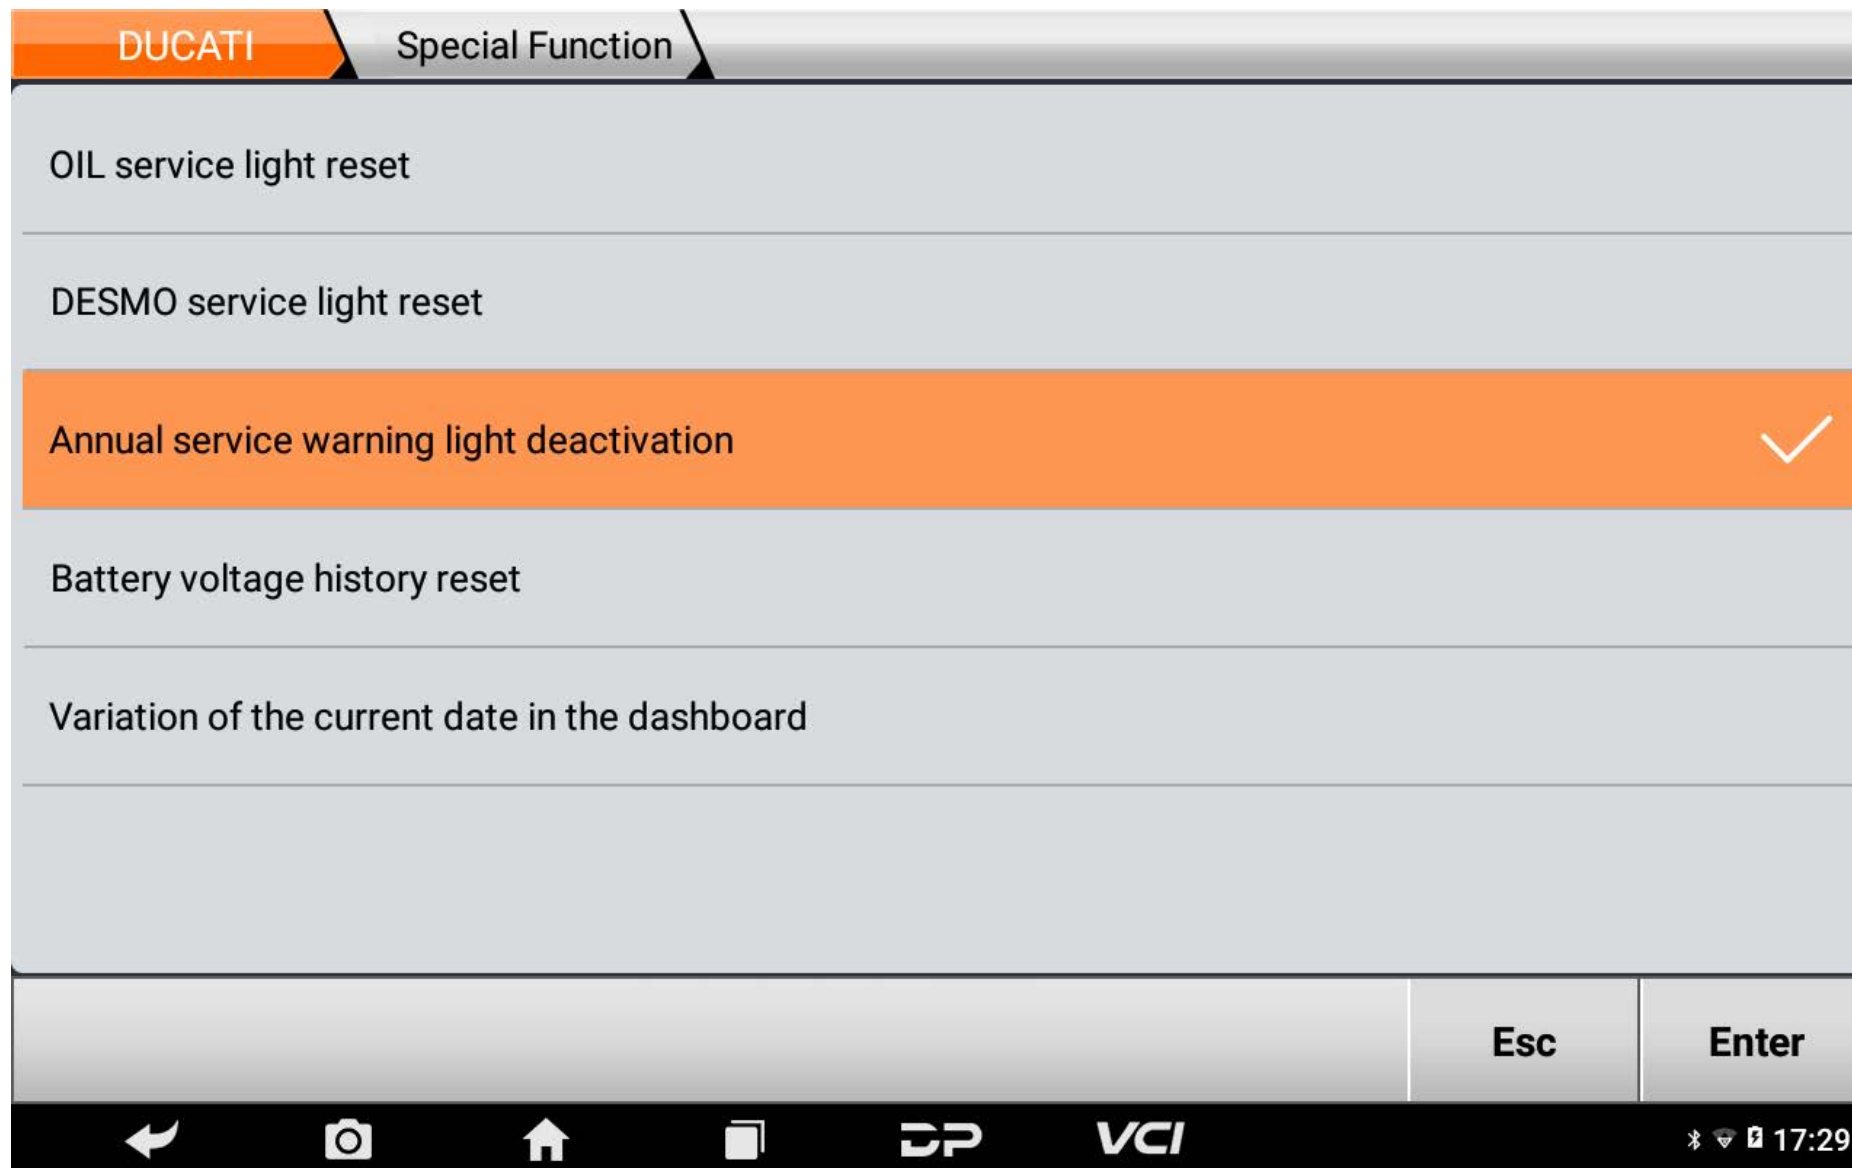 DUCATI
Special Function
OIL service light reset
DESMO service light reset
Annual service warning light deactivation
Battery voltage history reset
Variation of the current date in the dashboard
Esc
Enter
DP
VCI
17:29